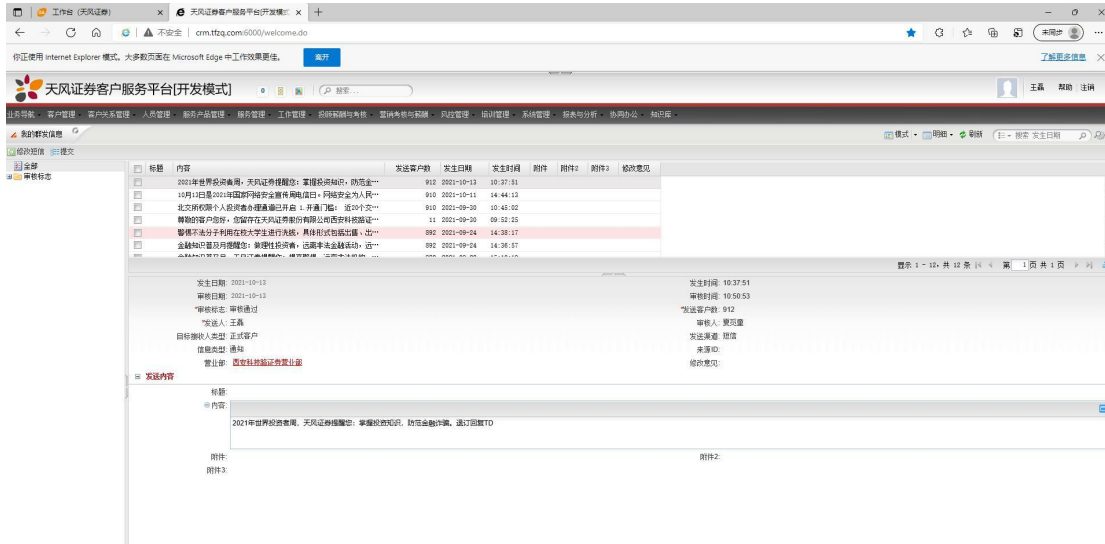 工作台 (天风证券)
天风证券客户服务平台[开发模式
不安全 | crm.tfzq.com:6000/welcome.do
未同步
你正使用 Internet Explorer 模式。大多数页面在 Microsoft Edge 中工作效果更佳。
离开
了解更多信息
天风证券客户服务平台[开发模式]
0
搜索...
王磊 帮助 注销
业务导航 客户管理 客户关系管理 人员管理 服务产品管理 服务管理 工作管理 投顾薪酬与考核 营销考核与薪酬 风控管理 培训管理 系统管理 报表与分析 协同办公 知识库
我的群发信息
模式 明细 刷新 搜索 发生日期
修改短信 提交
全部
审核标志
标题 内容 发送客户数 发生日期 发生时间 附件 附件2 附件3 修改意见
2021年世界投资者周，天风证券提醒您：掌握投资知识，防范金… 912 2021-10-13 10:37:51
10月13日是2021年国家网络安全宣传周电信日。网络安全为人民… 910 2021-10-11 14:44:13
北交所权限个人投资者办理通道已开启 1.开通门槛： 近20个交… 910 2021-09-30 10:45:02
尊敬的客户您好，您留存在天风证券股份有限公司西安科技路证… 11 2021-09-30 09:52:25
警惕不法分子利用在校大学生进行洗钱，具体形式包括出售、出… 892 2021-09-24 14:38:17
金融知识普及月提醒您：做理性投资者，远离非法金融活动，远… 892 2021-09-24 14:36:57
显示 1 - 12，共 12 条 第 1 页 共 1 页
发生日期: 2021-10-13 发生时间: 10:37:51
审核日期: 2021-10-13 审核时间: 10:50:53
*审核标志: 审核通过 *发送客户数: 912
*发送人: 王磊 审核人: 夏觅童
目标接收人类型: 正式客户 发送渠道: 短信
信息类型: 通知 来源ID:
营业部: 西安科技路证券营业部 修改意见:
发送内容
标题:
内容:
2021年世界投资者周，天风证券提醒您：掌握投资知识，防范金融诈骗。退订回复TD
附件: 附件2:
附件3: